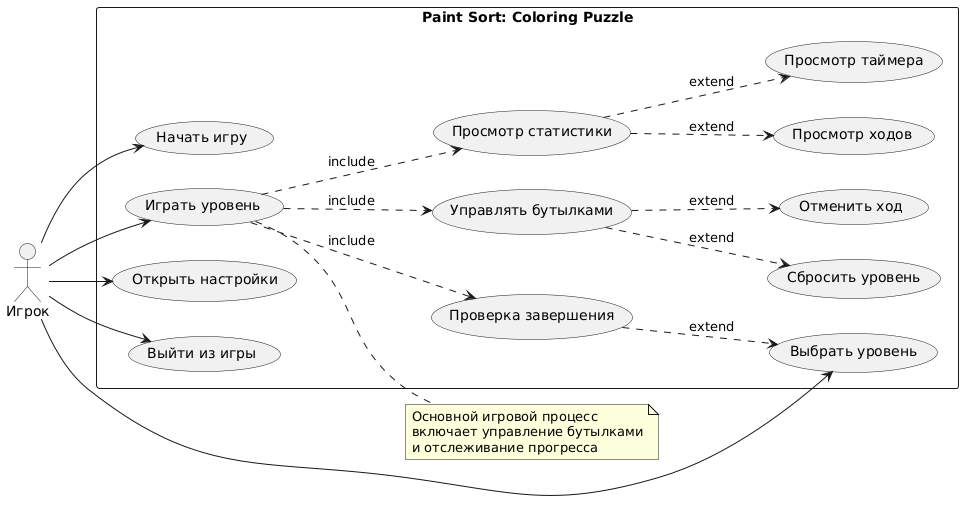 Paint Sort: Coloring Puzzle
Просмотр таймера
extend
Просмотр статистики
extend
Просмотр ходов
Начать игру
include
Играть уровень
include
Управлять бутылками
extend
Отменить ход
include
extend
Сбросить уровень
Открыть настройки
Игрок
Проверка завершения
extend
Выбрать уровень
Выйти из игры
Основной игровой процесс
включает управление бутылками
и отслеживание прогресса